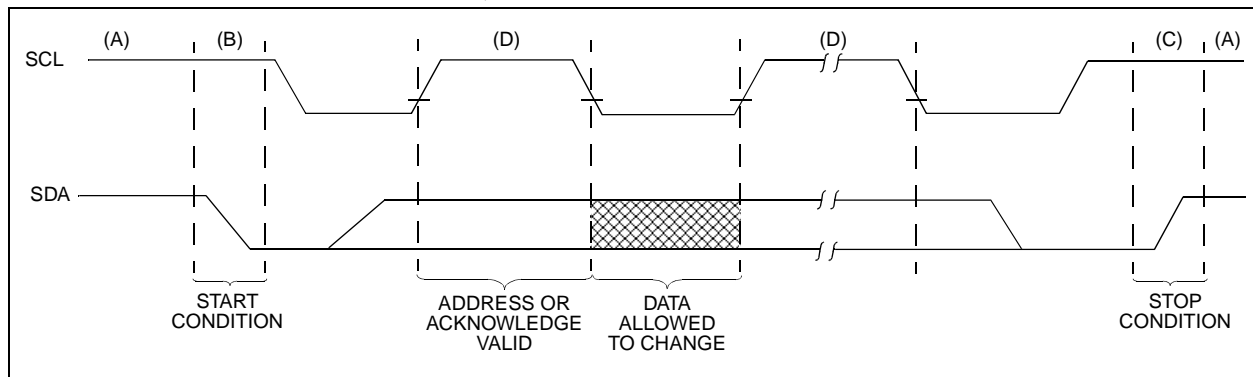 (A) (B) (D) (D) (C) (A)
SCL
SDA
START
CONDITION
ADDRESS OR
ACKNOWLEDGE
VALID
DATA
ALLOWED
TO CHANGE
STOP
CONDITION